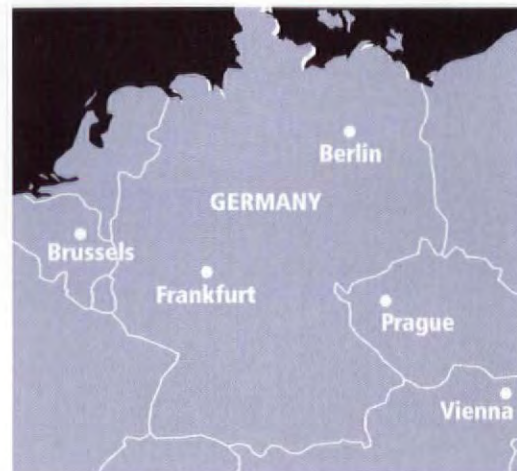 Berlin
GERMANY
Brussels
Frankfurt
Prague
Vienna